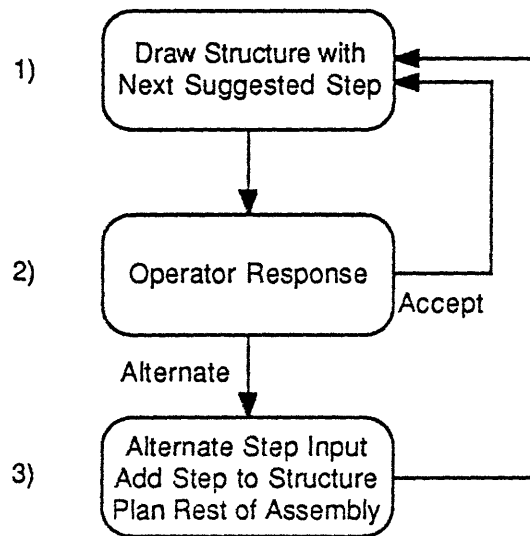 1)
Draw Structure with
Next Suggested Step
2)
Operator Response
Accept
Alternate
3)
Alternate Step Input
Add Step to Structure
Plan Rest of Assembly